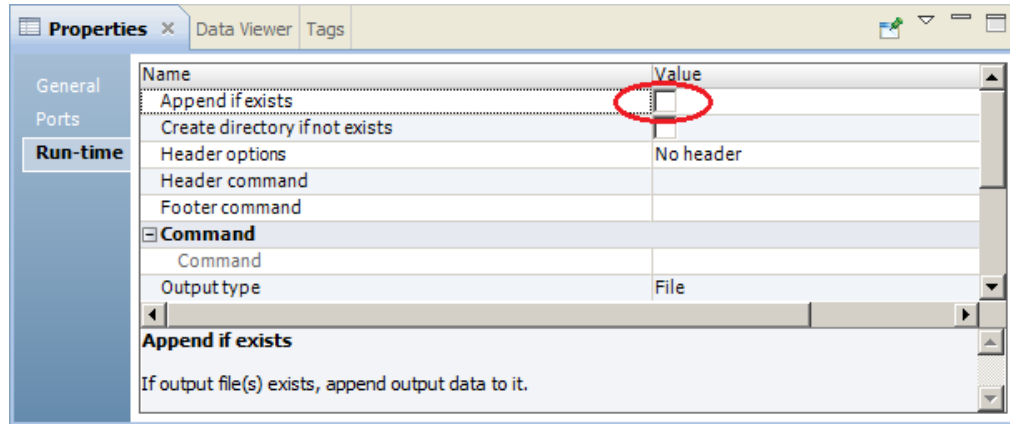 Properties Data Viewer Tags
General
Ports
Run-time
Name Value
Append if exists
Create directory if not exists
Header options No header
Header command
Footer command
Command
Command
Output type File
Append if exists
If output file(s) exists, append output data to it.